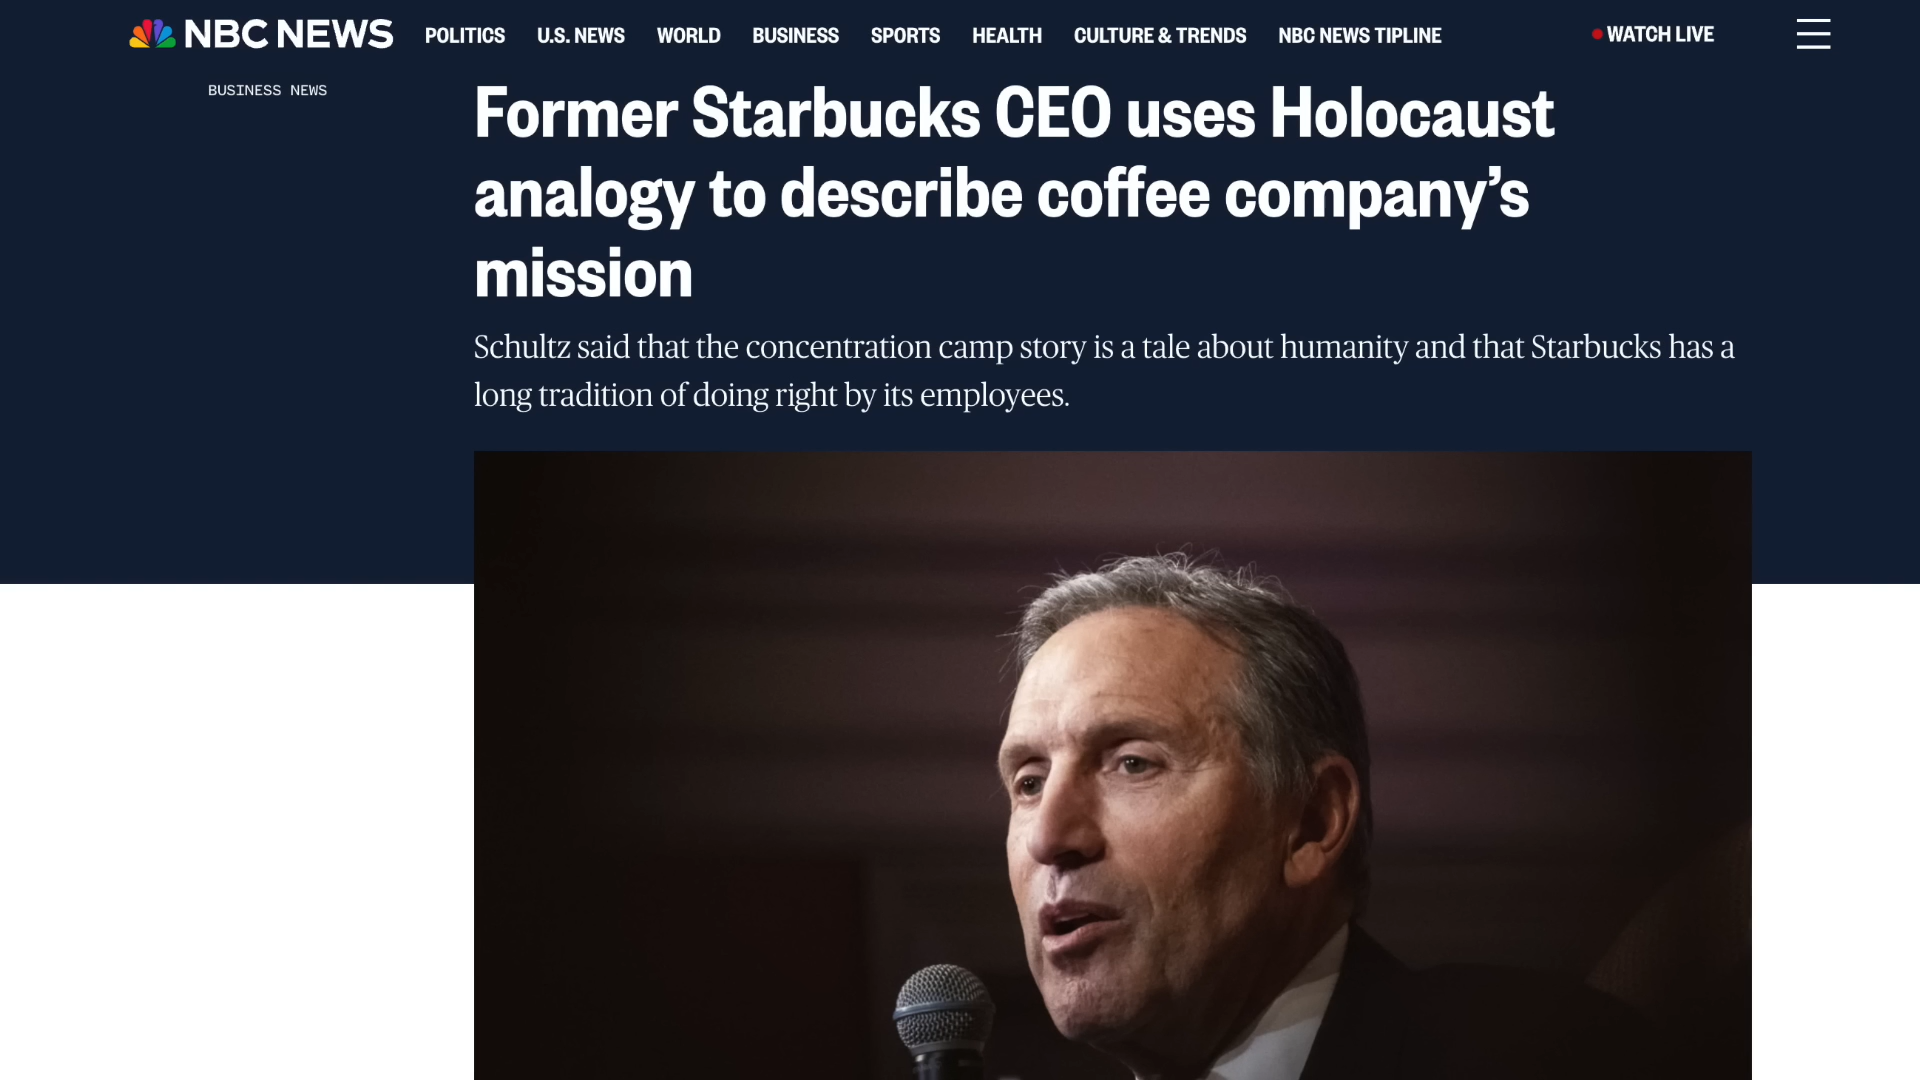 NBC NEWS
POLITICS U.S. NEWS WORLD BUSINESS SPORTS HEALTH CULTURE & TRENDS NBC NEWS TIPLINE WATCH LIVE
BUSINESS NEWS
Former Starbucks CEO uses Holocaust
analogy to describe coffee company’s
mission
Schultz said that the concentration camp story is a tale about humanity and that Starbucks has a
long tradition of doing right by its employees.